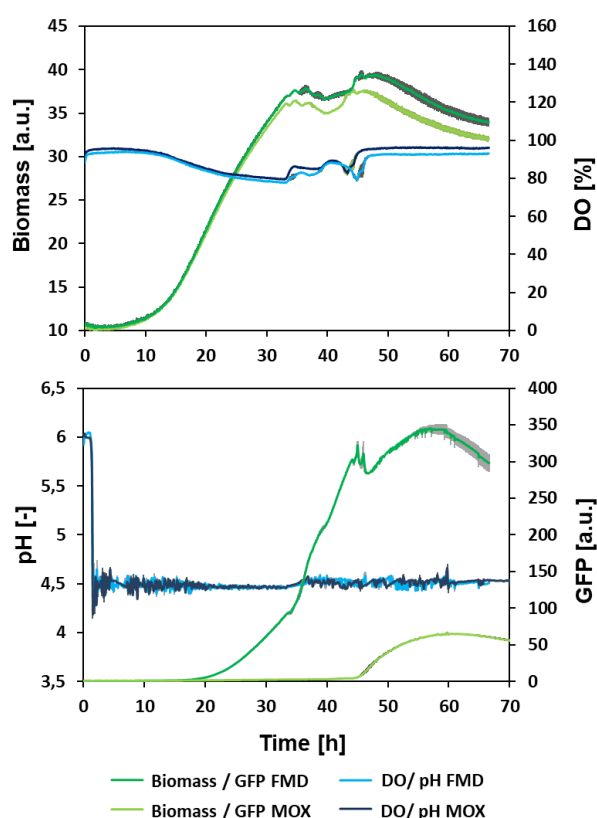 45 160
40 140
35 120
30 100
25 80
20 60
15 40
10 20
0
Biomass [a.u.]
DO [%]
0 10 20 30 40 50 60 70
6,5 400
6 350
5,5 300
5 250
4,5 200
4 150
3,5 100
50
0
pH [-]
GFP [a.u.]
0 10 20 30 40 50 60 70
Time [h]
Biomass / GFP FMD DO/ pH FMD
Biomass / GFP MOX DO/ pH MOX